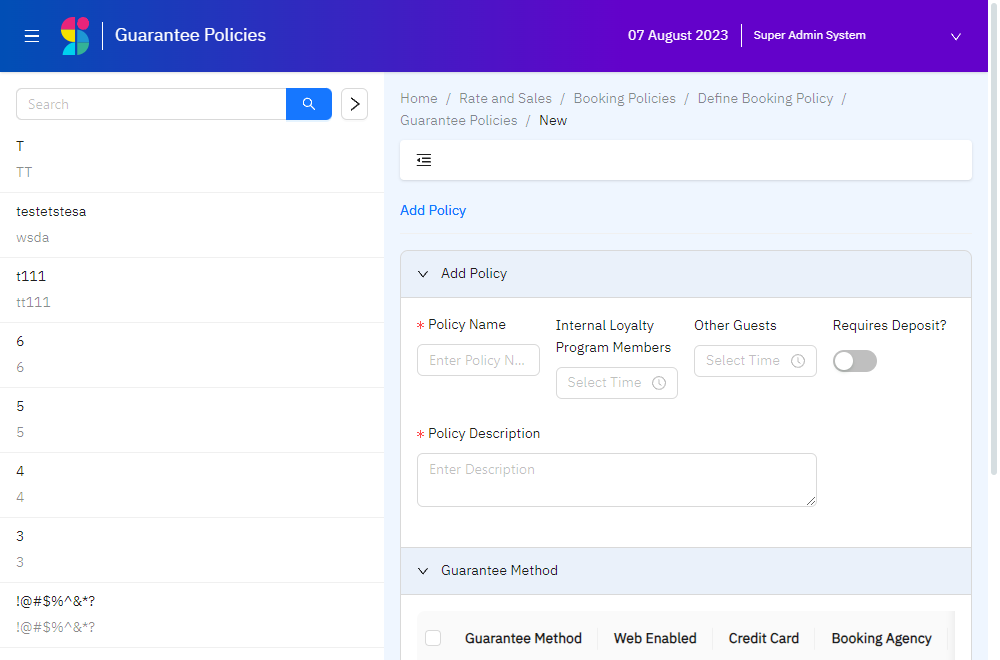 Guarantee Policies
07 August 2023
Super Admin System
Search
T
TT
testetstesa
wsda
t111
tt111
6
6
5
5
4
4
3
3
!@#$%^&*?
!@#$%^&*?
Home / Rate and Sales / Booking Policies / Define Booking Policy /
Guarantee Policies / New
Add Policy
Add Policy
* Policy Name
Enter Policy N...
Internal Loyalty
Program Members
Select Time
Other Guests
Select Time
Requires Deposit?
* Policy Description
Enter Description
Guarantee Method
Guarantee Method Web Enabled Credit Card Booking Agency